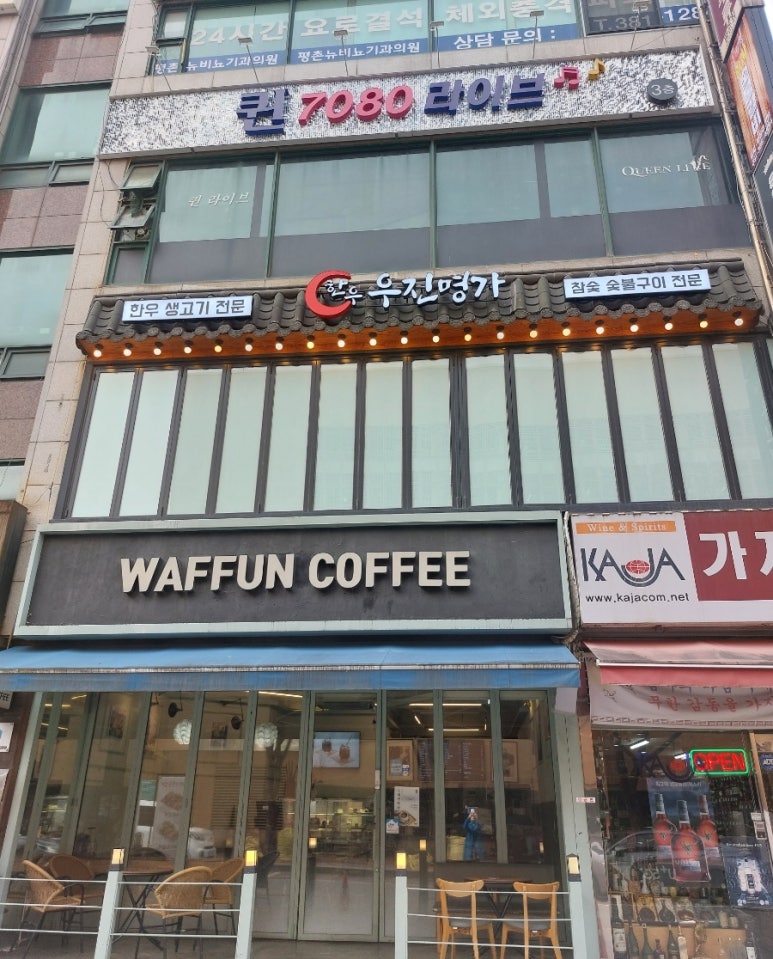 24시간 요로결석 체외충격
평촌뉴비뇨기과의원 평촌뉴비뇨기과의원 상담 문의 :
T.381 128
퀸 7080 라이브
3층
퀸 라이브
QUEEN LIVE
한우 생고기 전문
한우 우진명가
참숯 숯불구이 전문
WAFFUN COFFEE
Wine & Spirits
KAJA
www.kajacom.net
가
OPEN